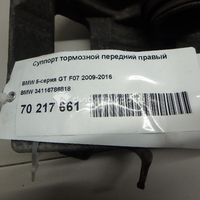 Суппорт тормозной передний правый
BMW 5-серия GT F07 2009-2016
BMW 34116786818
70 217 661